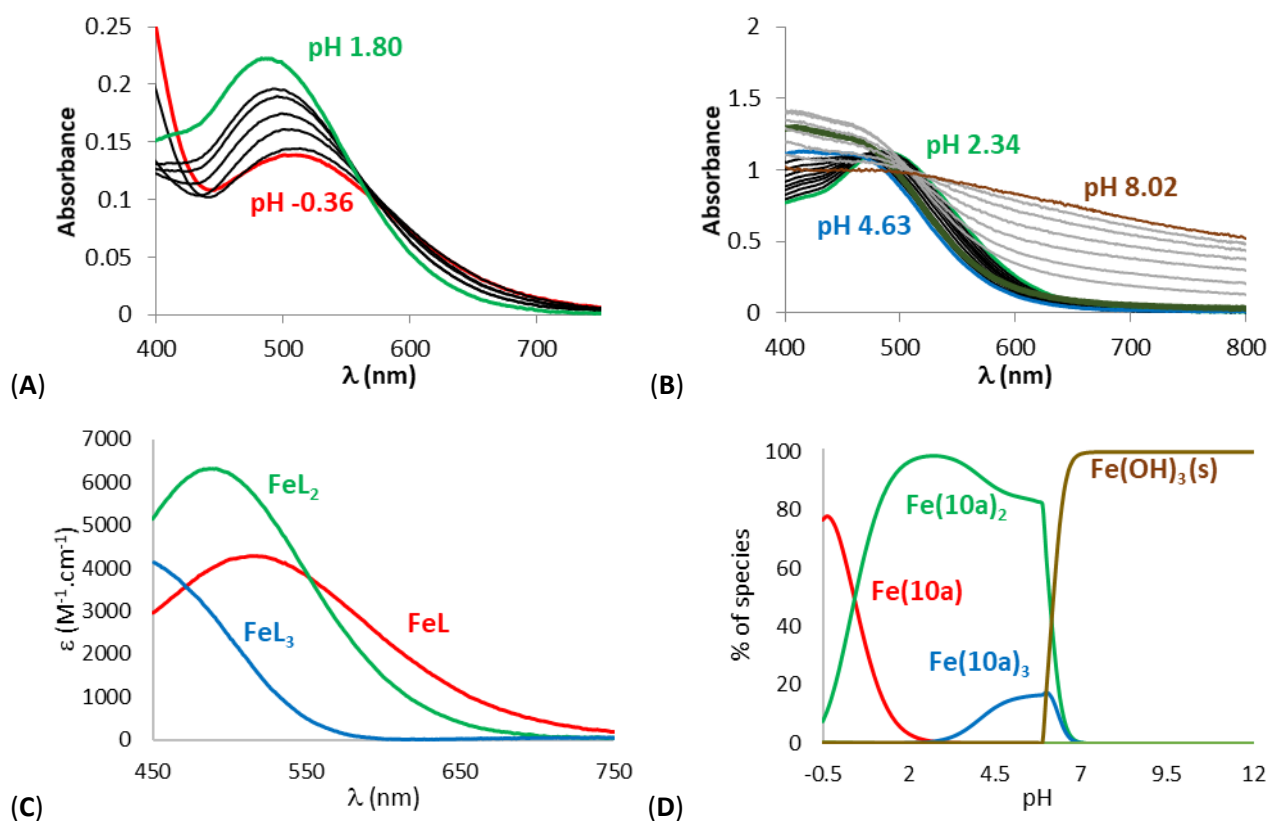 0.25
0.2
0.15
0.1
0.05
0
Absorbance
pH 1.80
pH -0.36
400
500
600
700
λ (nm)
(A)
2
1.5
1
0.5
0
Absorbance
pH 2.34
pH 8.02
pH 4.63
400
500
600
700
800
λ (nm)
(B)
7000
6000
5000
4000
3000
2000
1000
0
ε (M⁻¹.cm⁻¹)
FeL₂
FeL
FeL₃
450
550
650
750
λ (nm)
(C)
100
80
60
40
20
0
% of species
Fe(OH)₃(s)
Fe(10a)₂
Fe(10a)
Fe(10a)₃
-0.5
2
4.5
7
9.5
12
pH
(D)